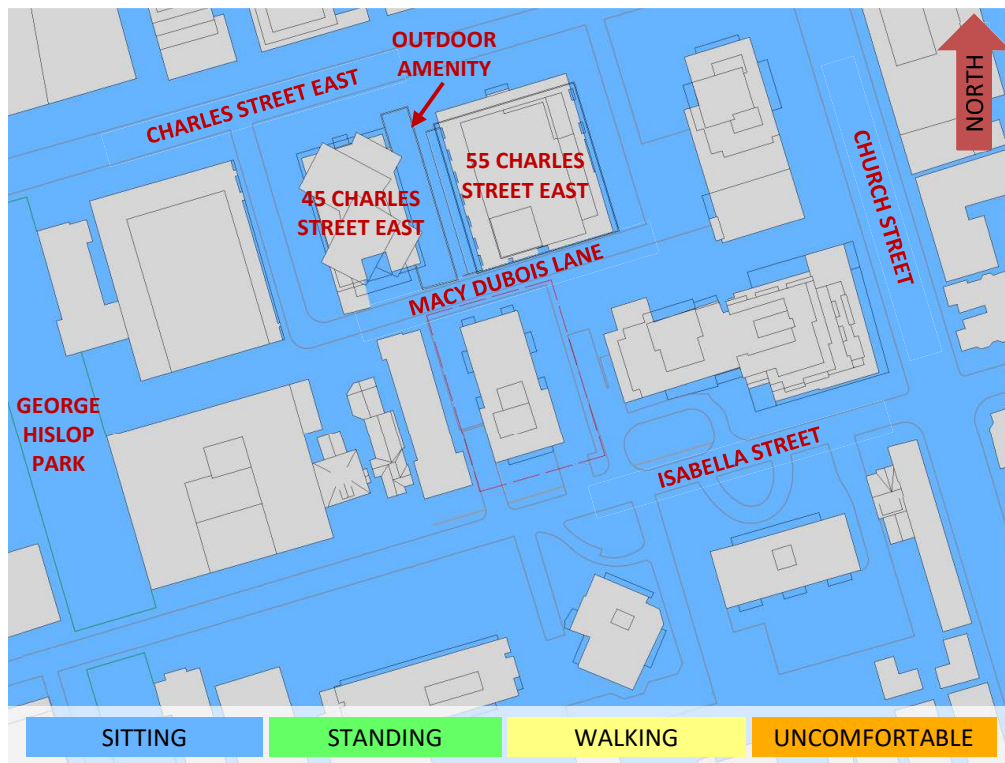 OUTDOOR
AMENITY
NORTH
CHARLES STREET EAST
CHURCH STREET
55 CHARLES
STREET EAST
45 CHARLES
STREET EAST
MACY DUBOIS LANE
GEORGE
HISLOP
PARK
ISABELLA STREET
SITTING
STANDING
WALKING
UNCOMFORTABLE